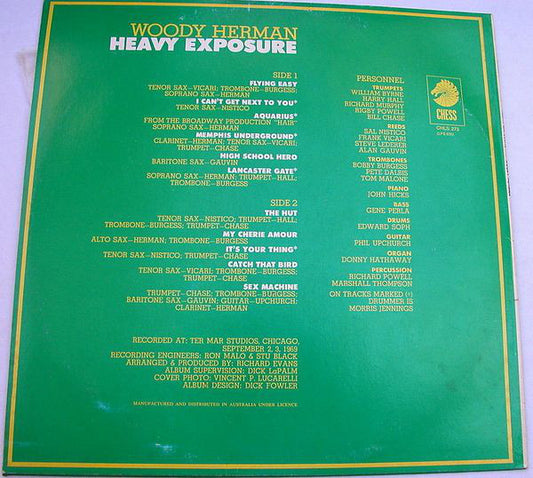 WOODY HERMAN
HEAVY EXPOSURE
SIDE 1
FLYING EASY
TENOR SAX—VICARI; TROMBONE—BURGESS;
SOPRANO SAX—HERMAN
I CAN'T GET NEXT TO YOU*
TENOR SAX—NISTICO
AQUARIUS*
FROM THE BROADWAY PRODUCTION "HAIR"
SOPRANO SAX—HERMAN
MEMPHIS UNDERGROUND*
CLARINET—HERMAN; TENOR SAX—VICARI;
TRUMPET—CHASE
HIGH SCHOOL HERO
BARITONE SAX—GAUVIN
LANCASTER GATE*
SOPRANO SAX—HERMAN; TRUMPET—HALL;
TROMBONE—BURGESS
SIDE 2
THE HUT
TENOR SAX—NISTICO; TRUMPET—HALL;
TROMBONE—BURGESS; TRUMPET—CHASE
MY CHERIE AMOUR
ALTO SAX—HERMAN; TROMBONE—BURGESS
IT'S YOUR THING*
TENOR SAX—NISTICO; TRUMPET—CHASE
CATCH THAT BIRD
TENOR SAX—VICARI; TROMBONE—BURGESS;
TRUMPET—CHASE
SEX MACHINE
TRUMPET—CHASE; TROMBONE—BURGESS;
BARITONE SAX—GAUVIN; GUITAR—UPCHURCH;
CLARINET—HERMAN
PERSONNEL
TRUMPETS
WILLIAM BYRNE
HARRY HALL
RICHARD MURPHY
RIGBY POWELL
BILL CHASE
REEDS
SAL NISTICO
FRANK VICARI
STEVE LEDERER
ALAN GAUVIN
TROMBONES
BOBBY BURGESS
PETE DALBIS
TOM MALONE
PIANO
JOHN HICKS
BASS
GENE PERLA
DRUMS
EDWARD SOPH
GUITAR
PHIL UPCHURCH
ORGAN
DONNY HATHAWAY
PERCUSSION
RICHARD POWELL
MARSHALL THOMPSON
ON TRACKS MARKED (*)
DRUMMER IS
MORRIS JENNINGS
CHESS
CHLS 273
RECORDED AT: TER MAR STUDIOS, CHICAGO,
SEPTEMBER 2, 3, 1969
RECORDING ENGINEERS: RON MALO & STU BLACK
ARRANGED & PRODUCED BY: RICHARD EVANS
ALBUM SUPERVISION: DICK LaPALM
COVER PHOTO: VINCENT P. LUCARELLI
ALBUM DESIGN: DICK FOWLER
MANUFACTURED AND DISTRIBUTED IN AUSTRALIA UNDER LICENCE